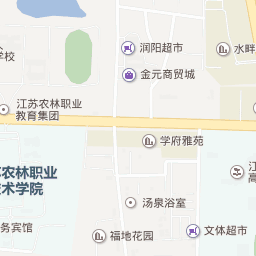 润阳超市
水畔
学校
金元商贸城
江苏农林职业
教育集团
学府雅苑
农林职业
术学院
江
高
汤泉浴室
务宾馆
福地花园
文体超市